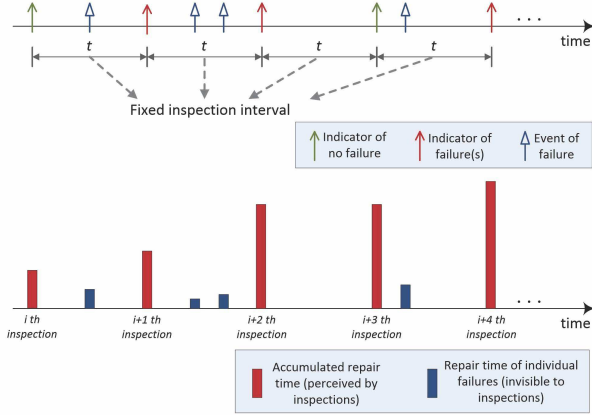 t t t t
time
Fixed inspection interval
Indicator of
no failure
Indicator of
failure(s)
Event of
failure
i th
inspection
i+1 th
inspection
i+2 th
inspection
i+3 th
inspection
i+4 th
inspection
time
Accumulated repair
time (perceived by
inspections)
Repair time of individual
failures (invisible to
inspections)